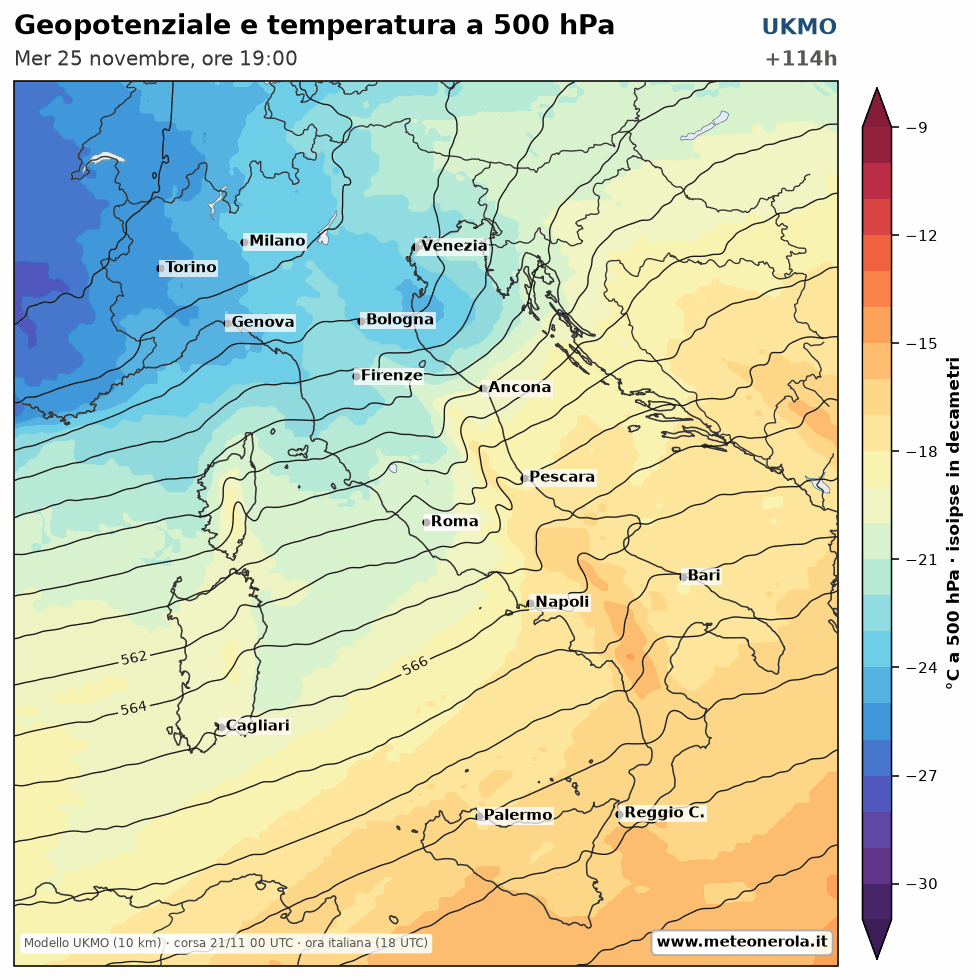 Geopotenziale e temperatura a 500 hPa
UKMO
Mer 25 novembre, ore 19:00
+114h
Milano
Venezia
Torino
Genova
Bologna
Firenze
Ancona
Pescara
Roma
Bari
Napoli
562
566
564
Cagliari
Palermo
Reggio C.
−9
−12
−15
−18
−21
−24
−27
−30
°C a 500 hPa · isoipse in decametri
Modello UKMO (10 km) · corsa 21/11 00 UTC · ora italiana (18 UTC)
www.meteonerola.it